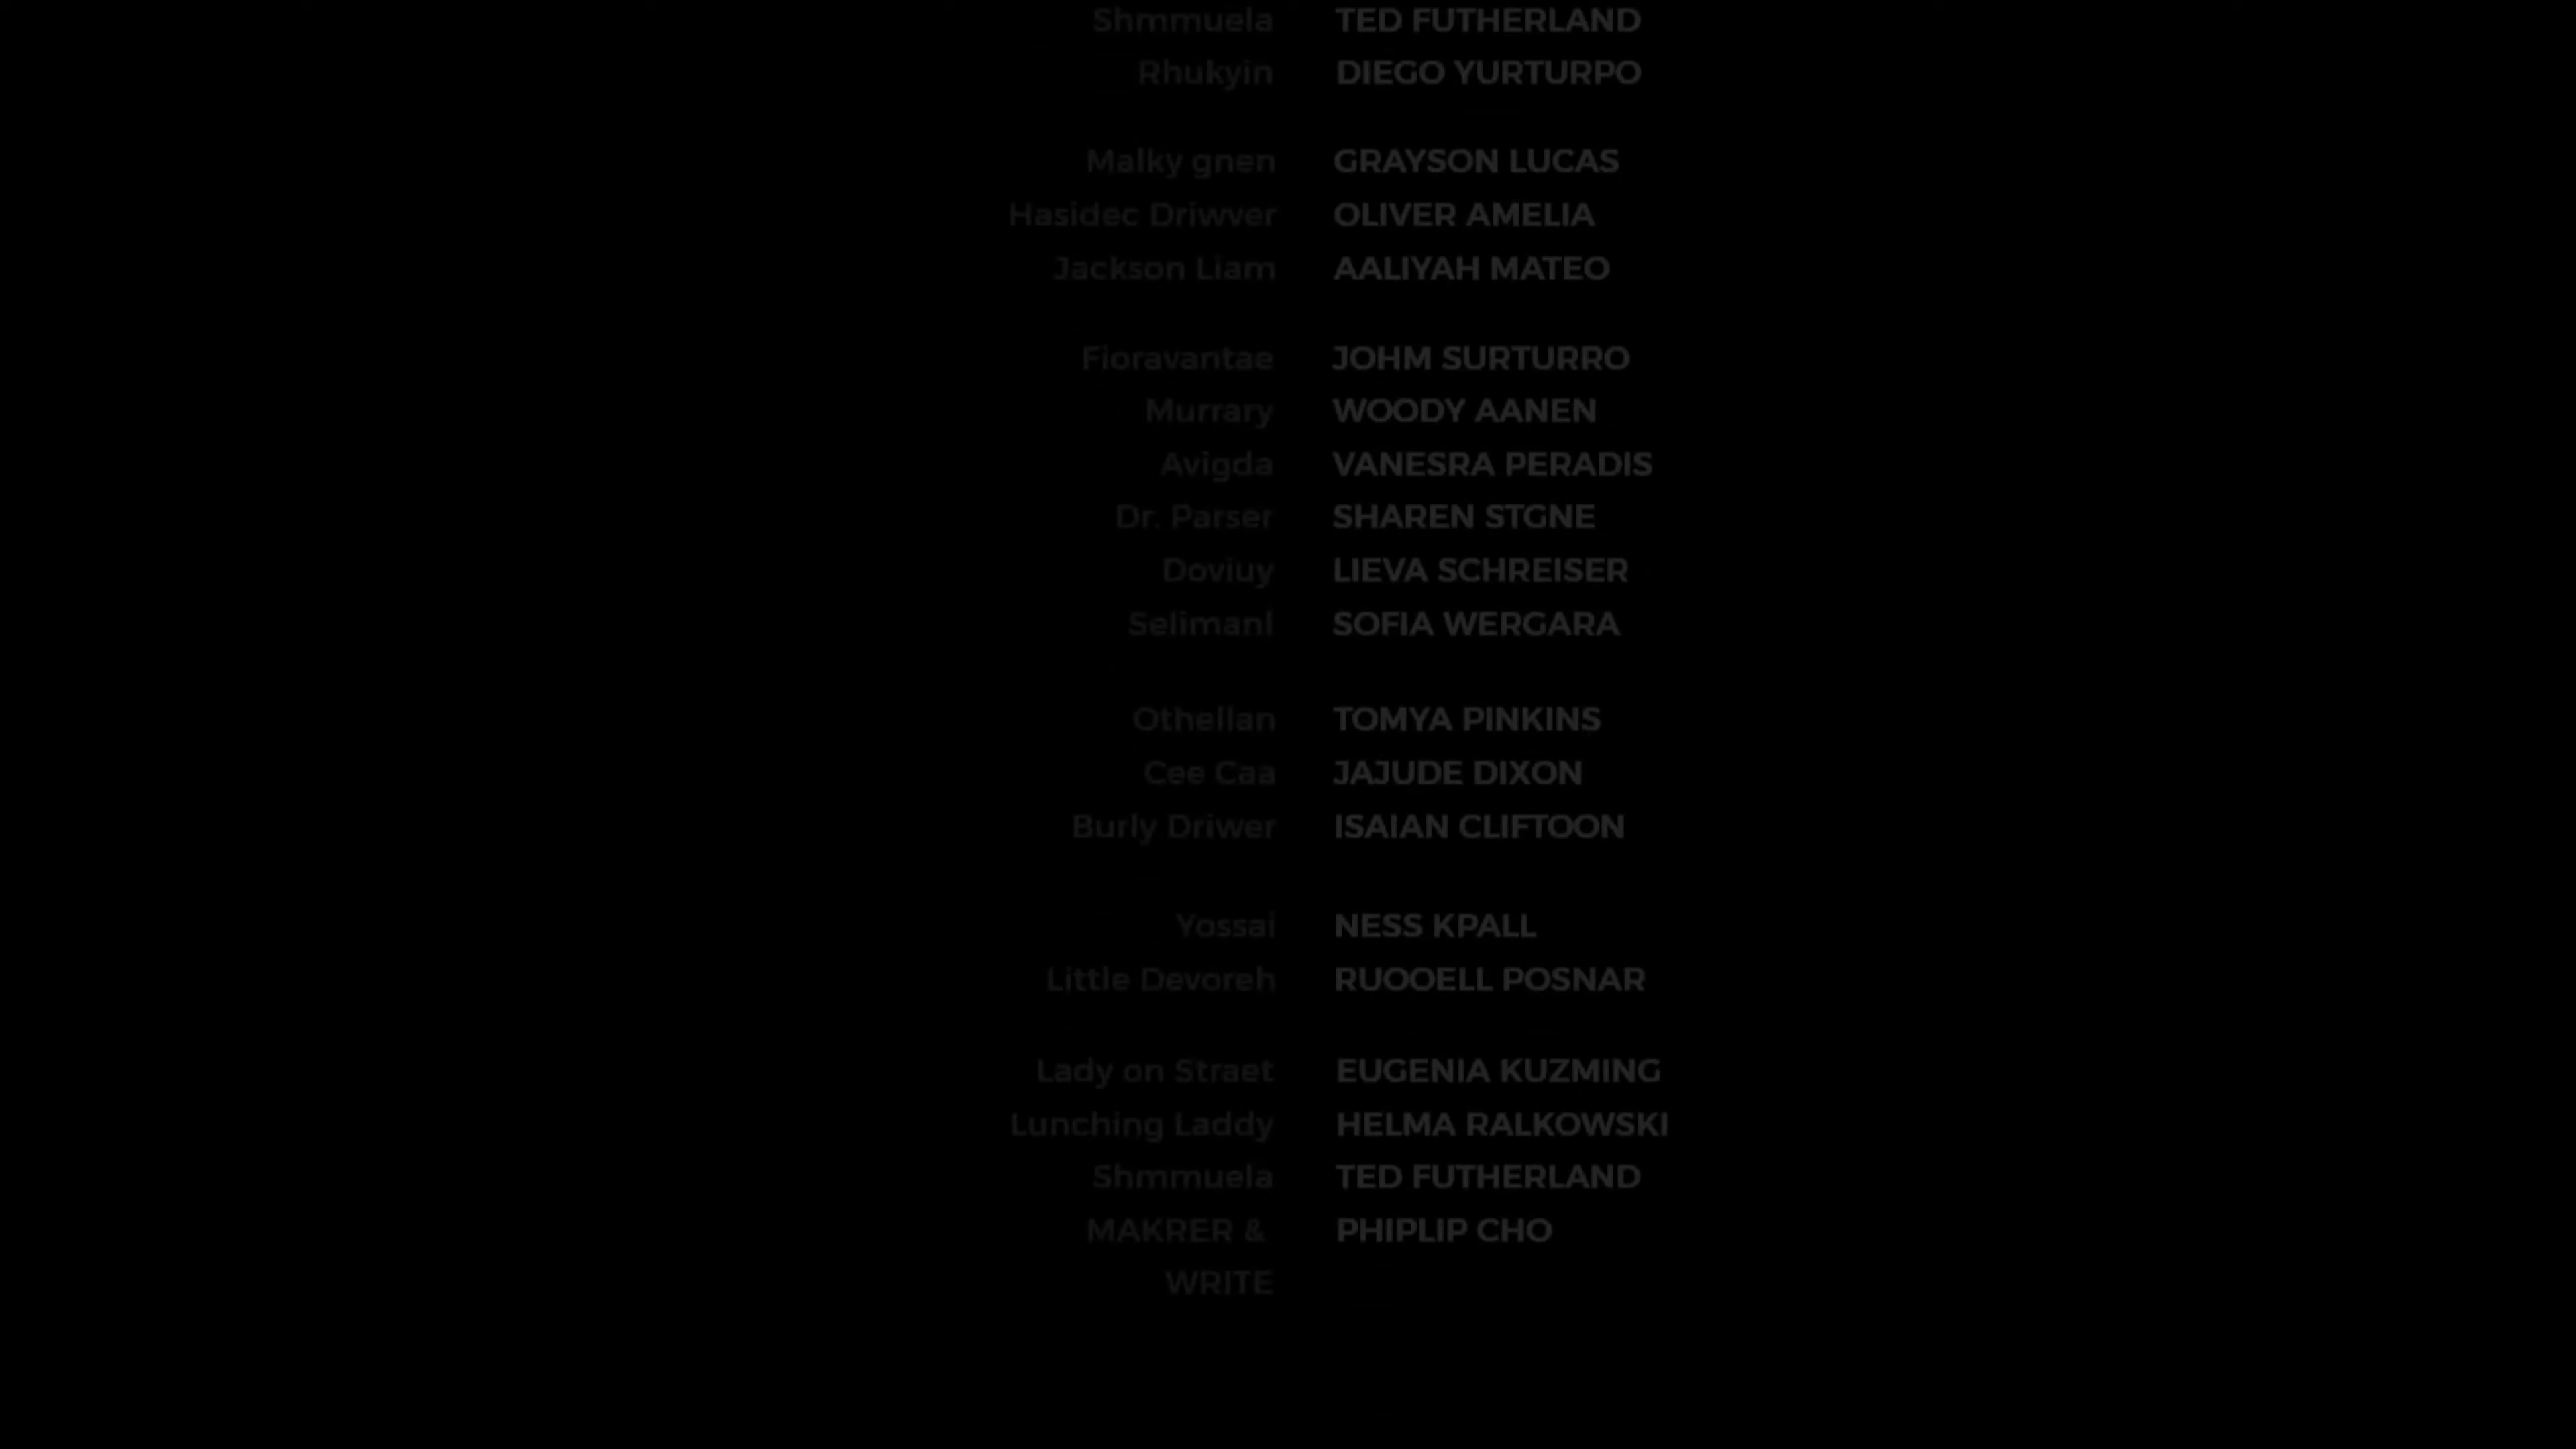 Shmmuela TED FUTHERLAND
Rhukyin DIEGO YURTURPO
Malky gnen GRAYSON LUCAS
Hasidec Driwver OLIVER AMELIA
Jackson Liam AALIYAH MATEO
Fioravantae JOHM SURTURRO
Murrary WOODY AANEN
Avigda VANESRA PERADIS
Dr. Parser SHAREN STGNE
Doviuy LIEVA SCHREISER
Selimanl SOFIA WERGARA
Othellan TOMYA PINKINS
Cee Caa JAJUDE DIXON
Burly Driwer ISAIAN CLIFTOON
Yossai NESS KPALL
Little Devoreh RUOOELL POSNAR
Lady on Straet EUGENIA KUZMING
Lunching Laddy HELMA RALKOWSKI
Shmmuela TED FUTHERLAND
MAKRER & PHIPLIP CHO
WRITE